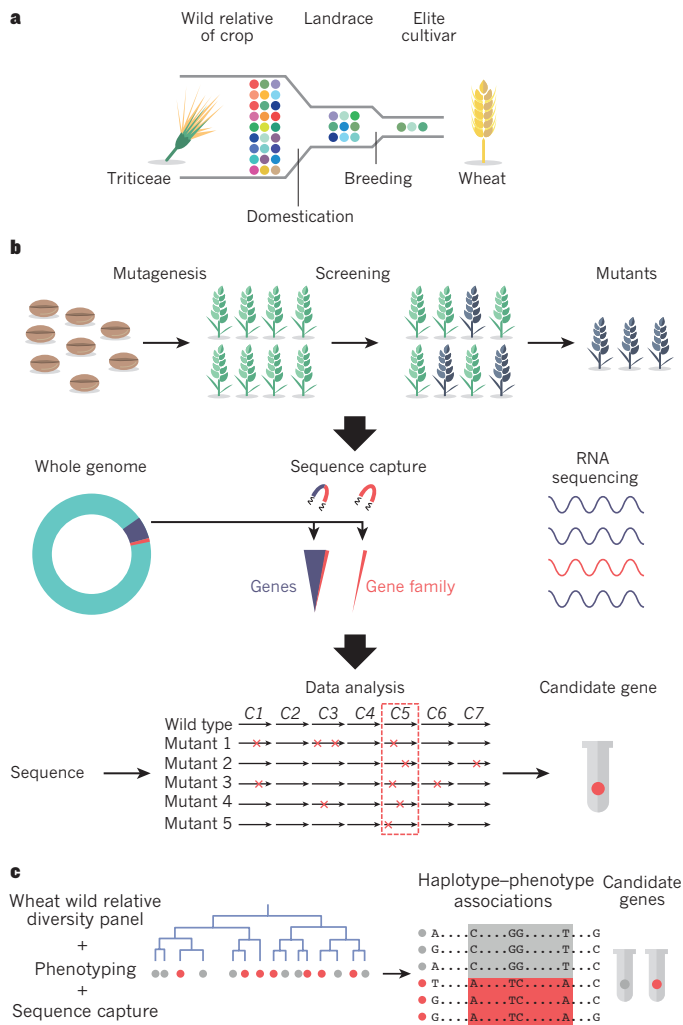 a
Wild relative
of crop
Landrace
Elite
cultivar
Triticeae
Breeding
Wheat
Domestication
b
Mutagenesis
Screening
Mutants
Whole genome
Sequence capture
RNA
sequencing
Genes
Gene family
Data analysis
Candidate gene
C1 C2 C3 C4 C5 C6 C7
Wild type
Mutant 1
Mutant 2
Sequence
Mutant 3
Mutant 4
Mutant 5
c
Wheat wild relative
diversity panel
+
Phenotyping
+
Sequence capture
Haplotype–phenotype
associations
Candidate
genes
A....C....GG.....T...G
G....C....GG.....T...C
A....C....GG.....T...C
T....A....TC.....A...C
G....A....TC.....A...C
G....A....TC.....A...G